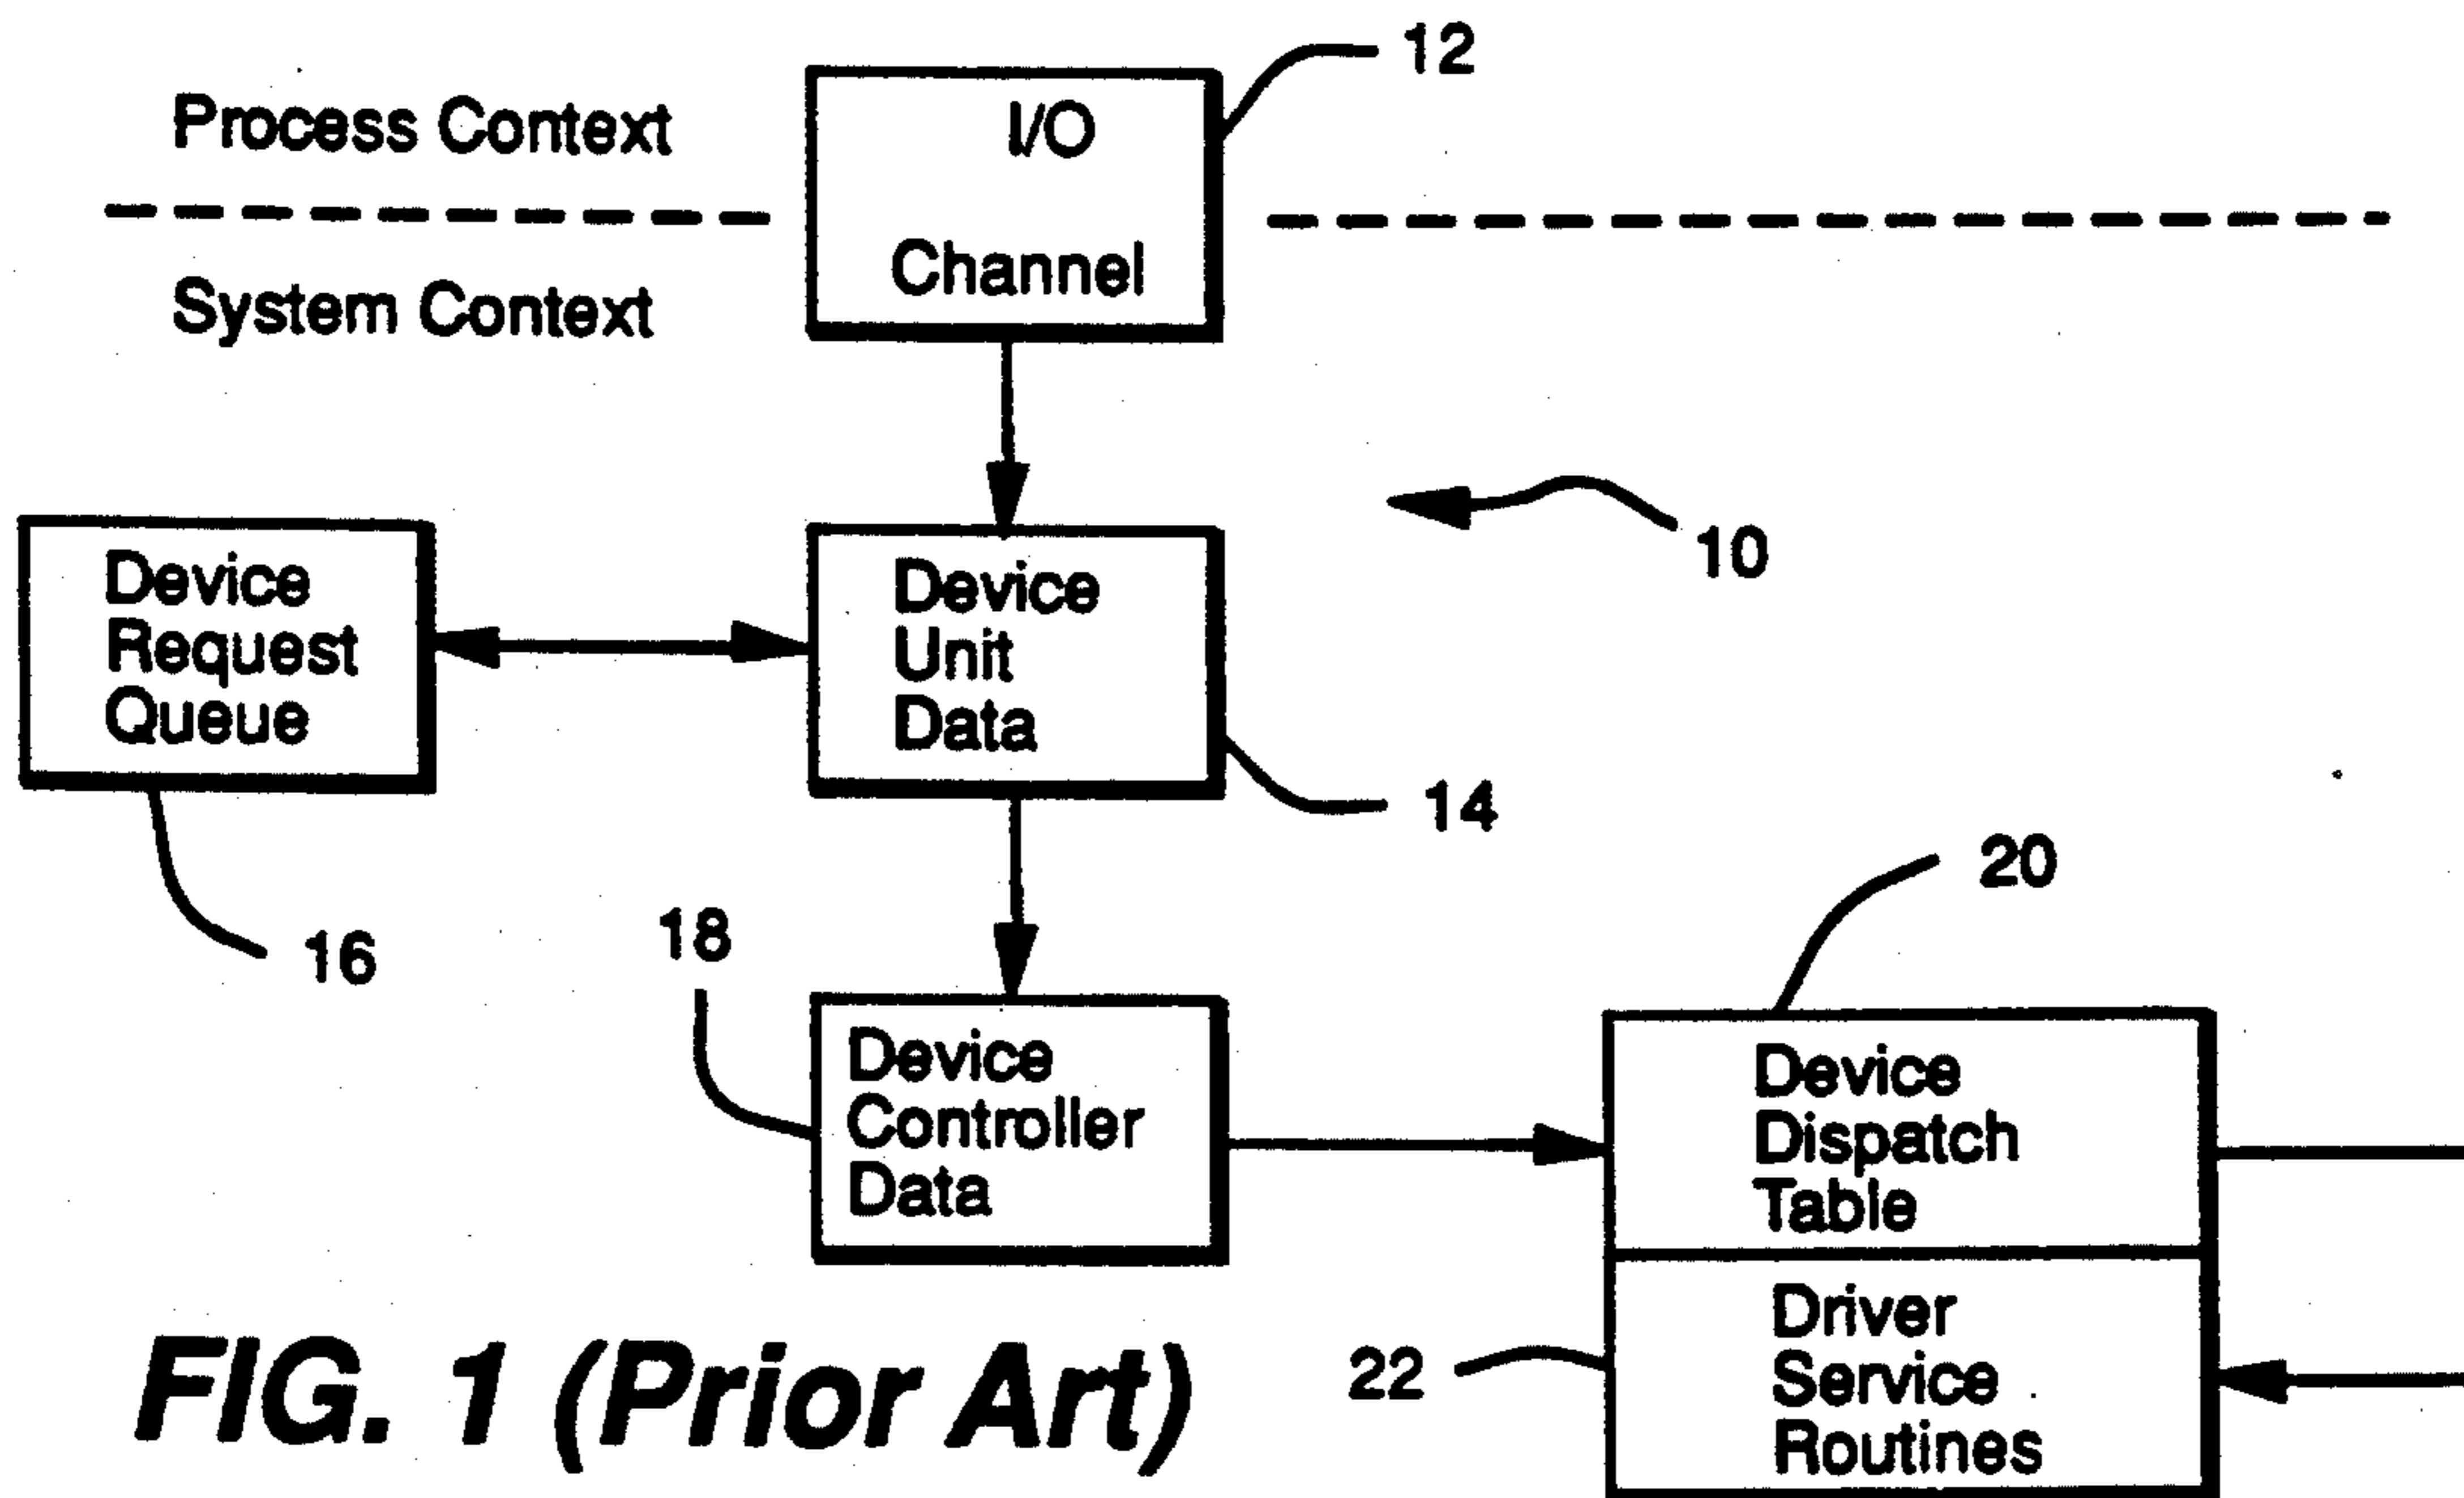 12
Process Context
I/O
Channel
System Context
10
Device
Request
Queue
Device
Unit
Data
14
16
18
20
Device
Controller
Data
Device
Dispatch
Table
22
Driver
Service
Routines
FIG. 1 (Prior Art)